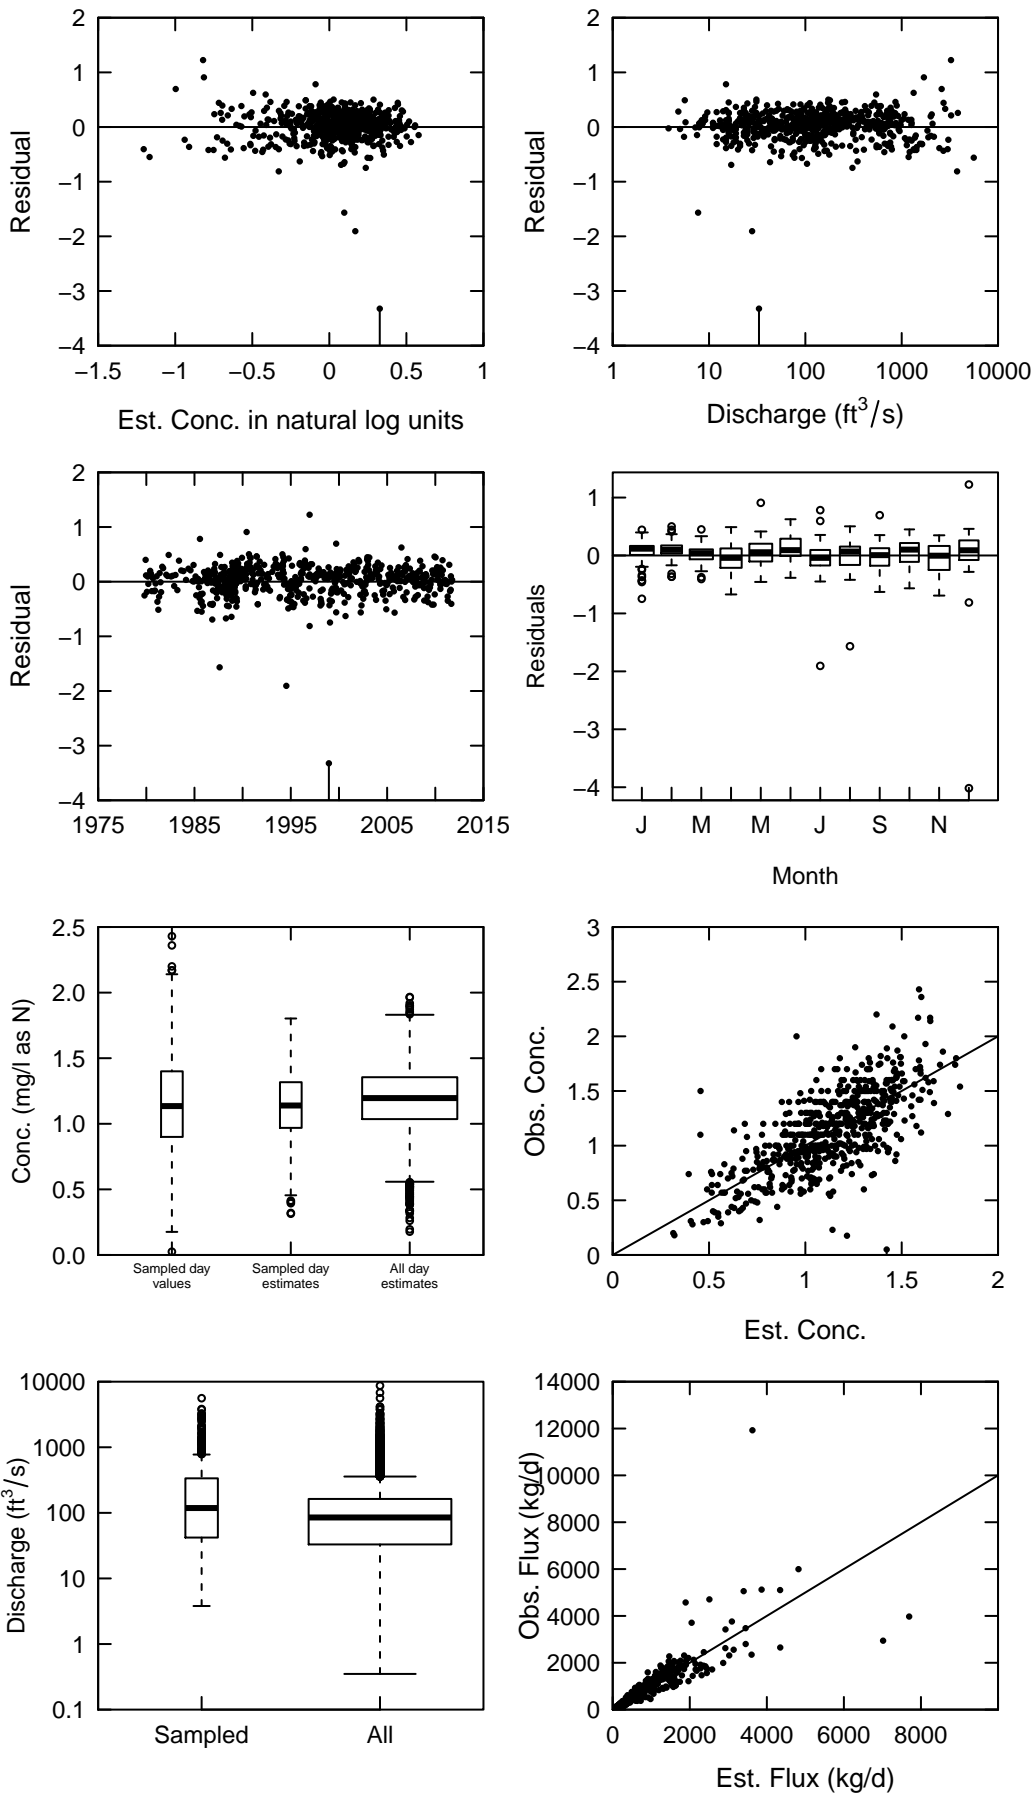 2
1
0
−1
−2
−3
−4
Residual
−1.5 −1 −0.5 0 0.5 1
Est. Conc. in natural log units
2
1
0
−1
−2
−3
−4
Residual
1 10 100 1000 10000
Discharge (ft3/s)
2
1
0
−1
−2
−3
−4
Residual
1975 1985 1995 2005 2015
1
0
−1
−2
−3
−4
Residuals
J M M J S N
Month
2.5
2.0
1.5
1.0
0.5
0.0
Conc. (mg/l as N)
Sampled day values
Sampled day estimates
All day estimates
3
2.5
2
1.5
1
0.5
0
Obs. Conc.
0 0.5 1 1.5 2
Est. Conc.
10000
1000
100
10
1
0.1
Discharge (ft3/s)
Sampled All
14000
12000
10000
8000
6000
4000
2000
0
Obs. Flux (kg/d)
0 2000 4000 6000 8000
Est. Flux (kg/d)